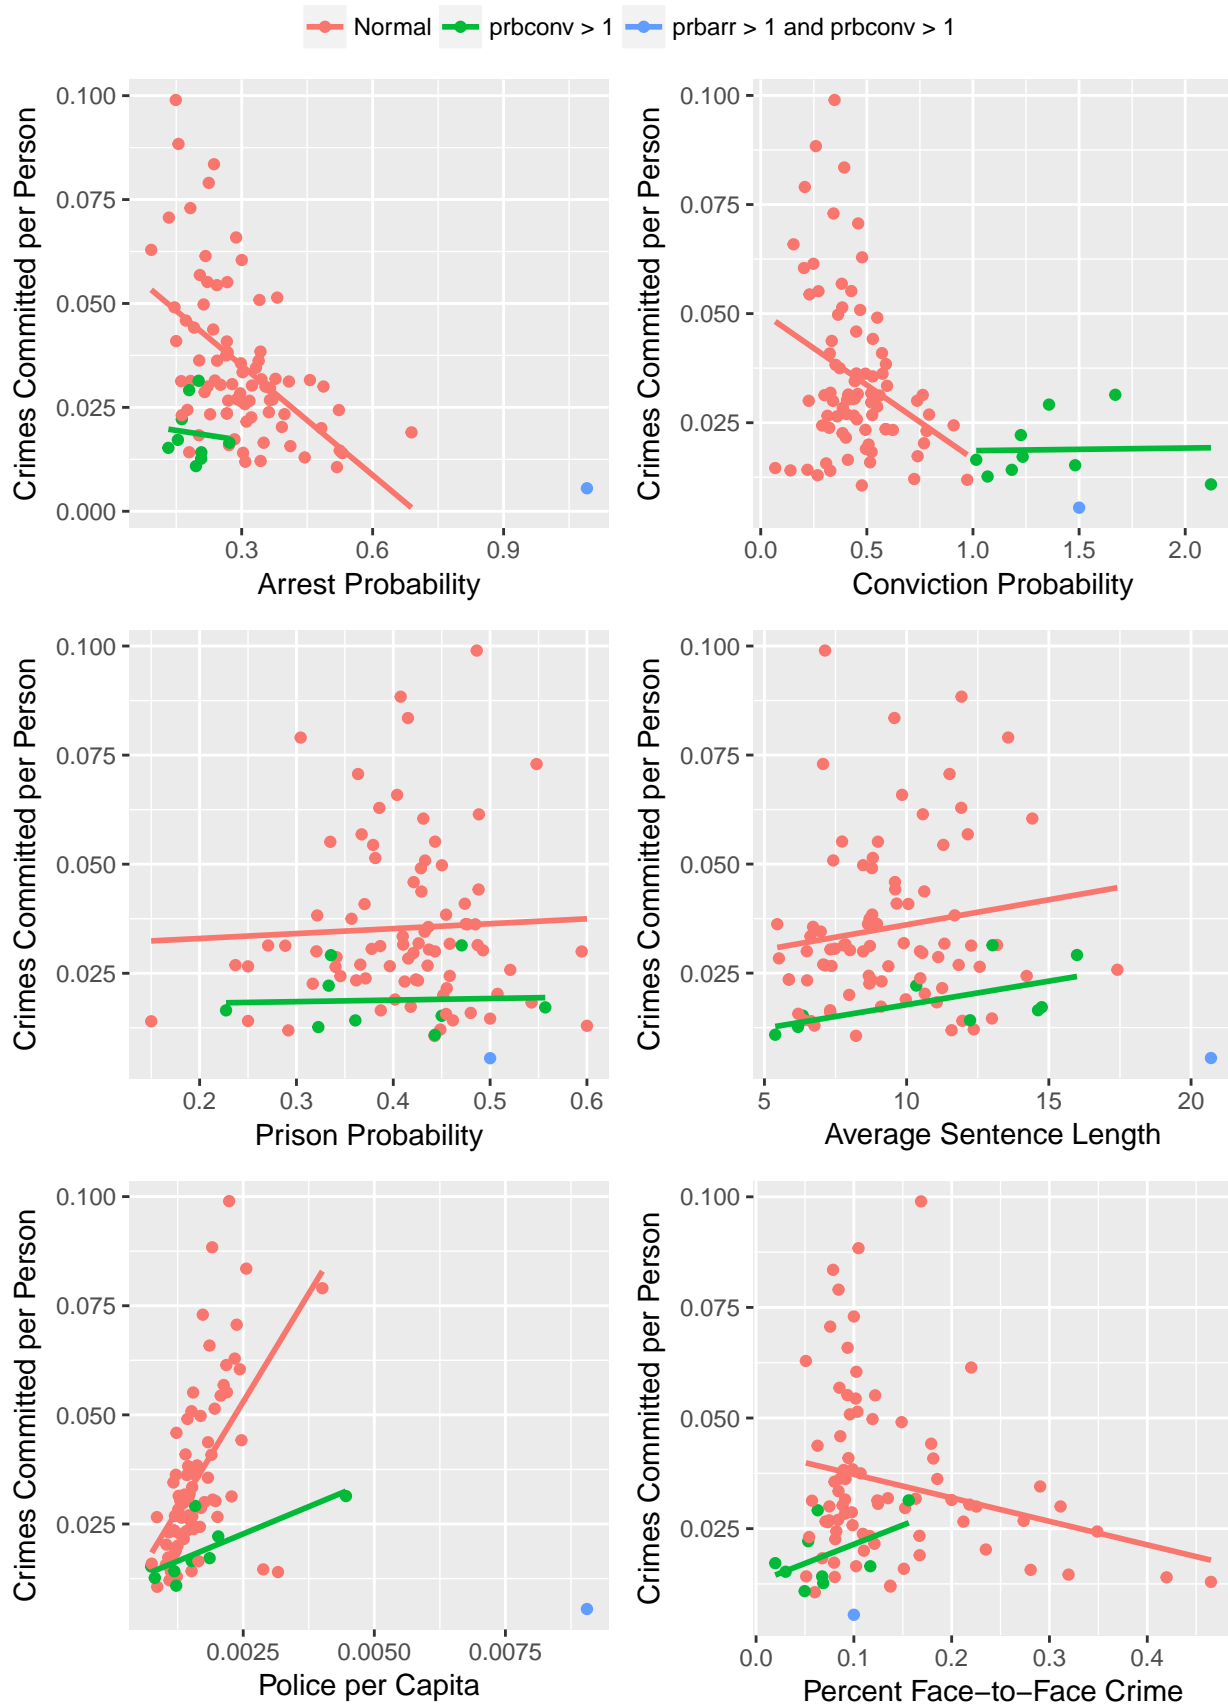 Normal prbconv > 1 prbarr > 1 and prbconv > 1
Crimes Committed per Person
0.100
0.075
0.050
0.025
0.000
0.3 0.6 0.9
Arrest Probability
Crimes Committed per Person
0.100
0.075
0.050
0.025
0.0 0.5 1.0 1.5 2.0
Conviction Probability
Crimes Committed per Person
0.100
0.075
0.050
0.025
0.2 0.3 0.4 0.5 0.6
Prison Probability
Crimes Committed per Person
0.100
0.075
0.050
0.025
5 10 15 20
Average Sentence Length
Crimes Committed per Person
0.100
0.075
0.050
0.025
0.0025 0.0050 0.0075
Police per Capita
Crimes Committed per Person
0.100
0.075
0.050
0.025
0.0 0.1 0.2 0.3 0.4
Percent Face−to−Face Crime